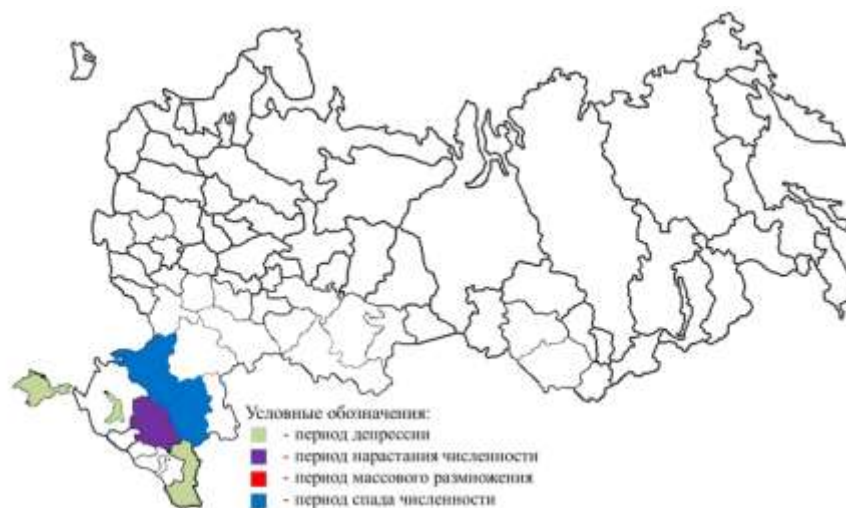 Условные обозначения:
- период депрессии
- период нарастания численности
- период массового размножения
- период спада численности